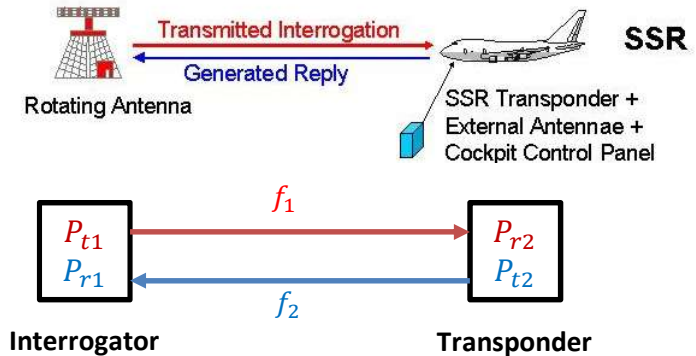 Transmitted Interrogation
SSR
Generated Reply
Rotating Antenna
SSR Transponder +
External Antennae +
Cockpit Control Panel
f₁
Pₜ₁
Pᵣ₂
Pᵣ₁
Pₜ₂
f₂
Interrogator
Transponder